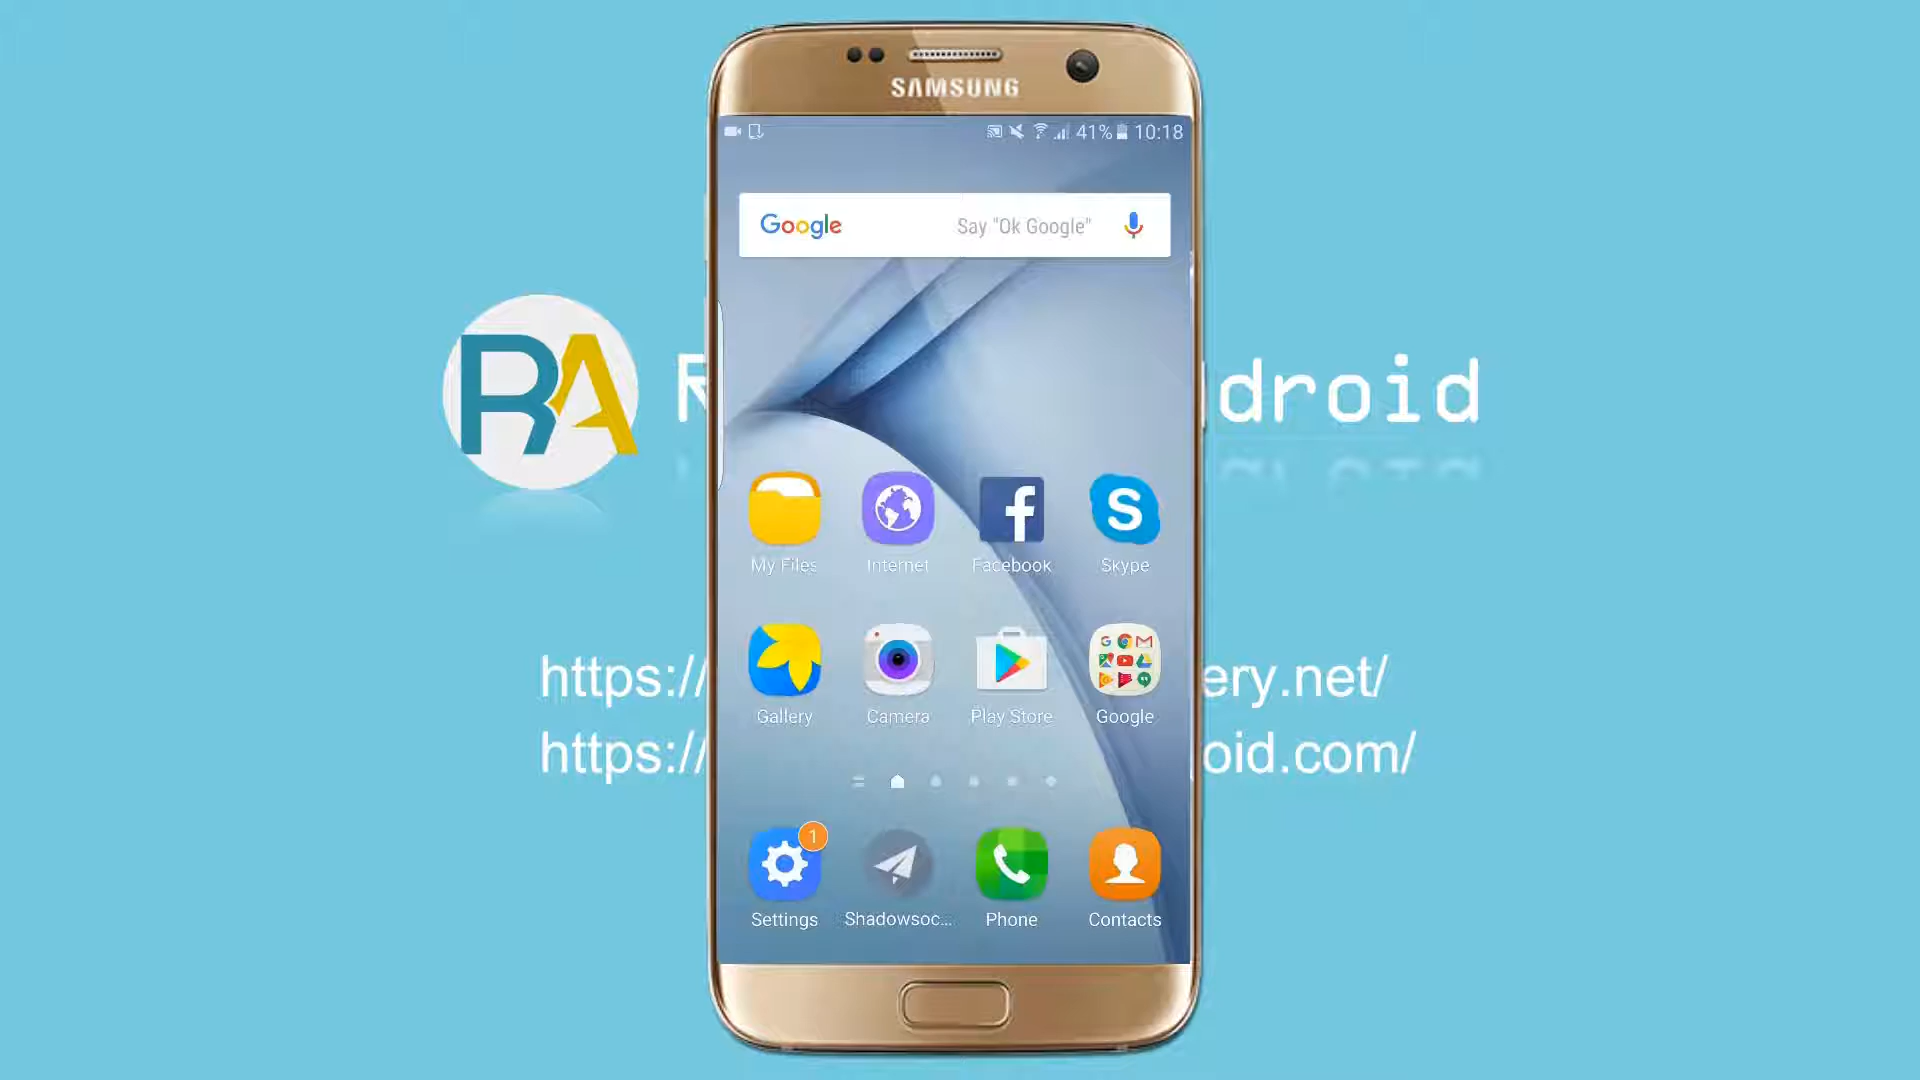 SAMSUNG
41% 10:18
Google Say "Ok Google"
RA
R droid
My Files Internet Facebook Skype
Gallery Camera Play Store Google
https:// ery.net/
https:// oid.com/
1
Settings Shadowsoc... Phone Contacts